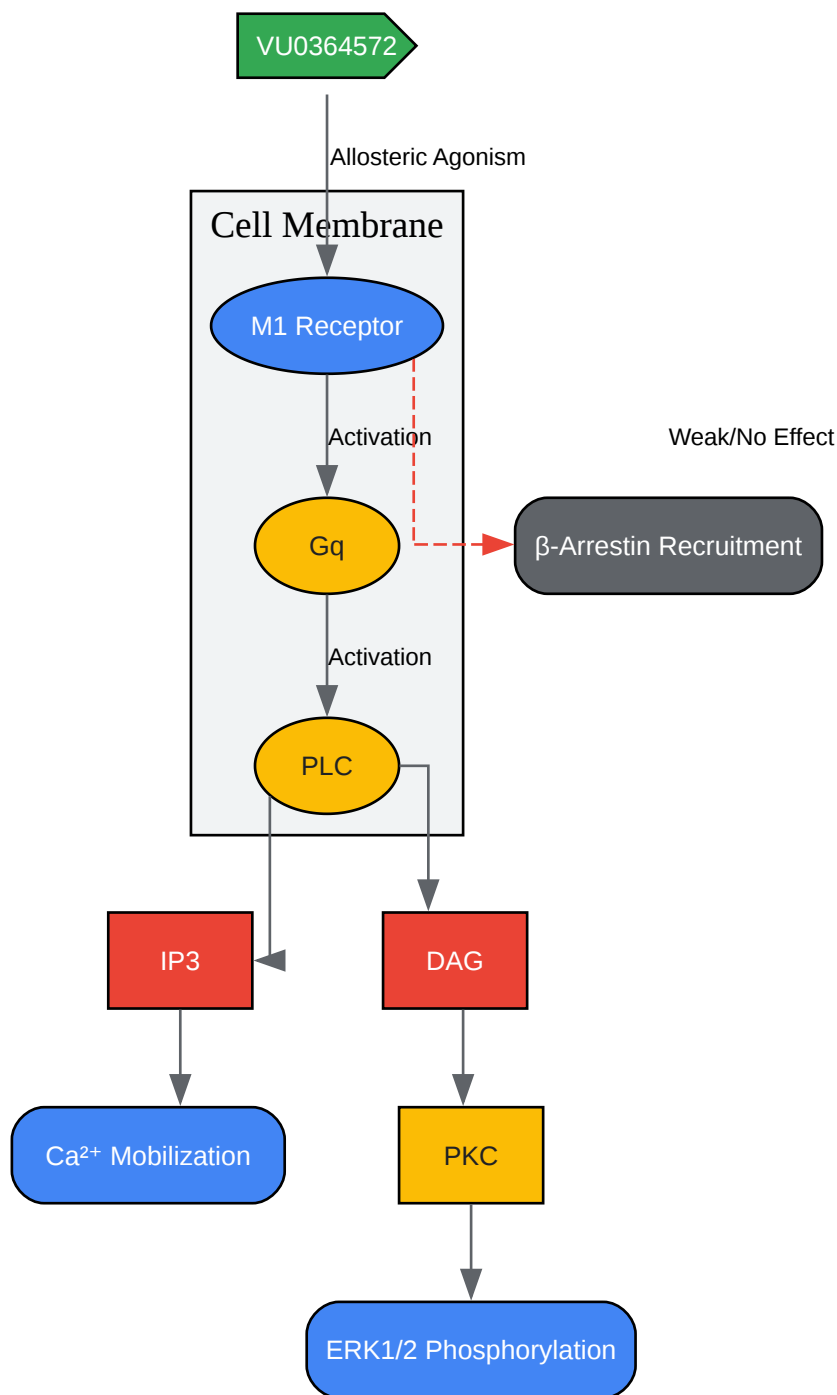 VU0364572
Allosteric Agonism
Cell Membrane
M1 Receptor
Activation
Weak/No Effect
Gq
β-Arrestin Recruitment
Activation
PLC
IP3
DAG
Ca²⁺ Mobilization
PKC
ERK1/2 Phosphorylation